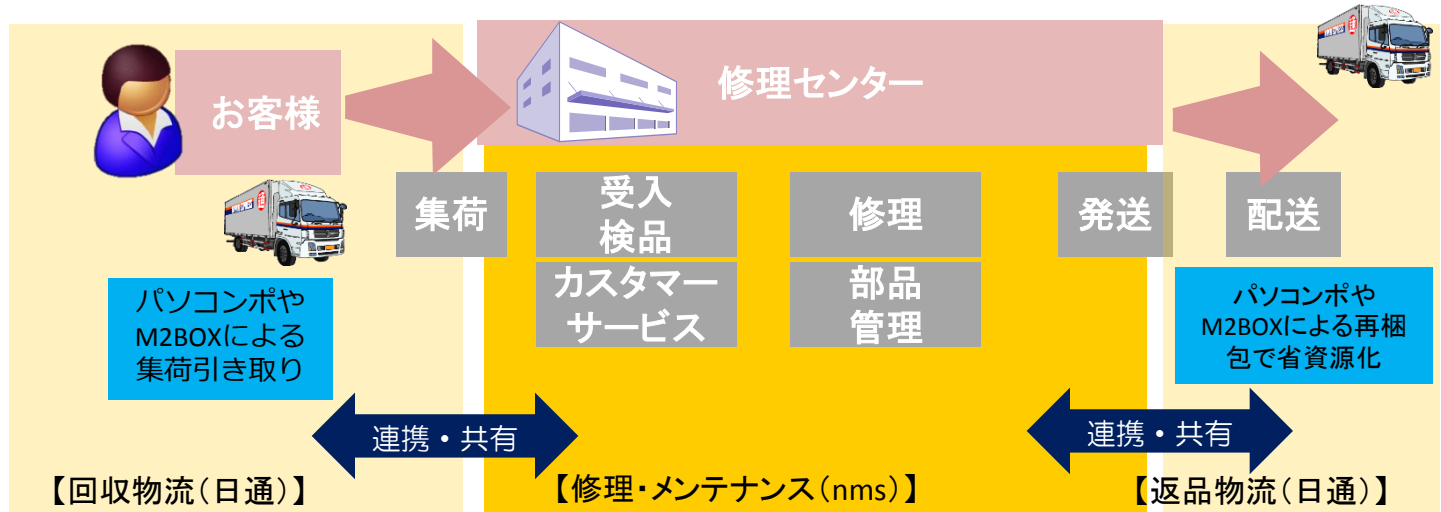 お客様
修理センター
集荷
受入
検品
修理
発送
配送
カスタマー
サービス
部品
管理
パソコンポや
M2BOXによる
集荷引き取り
パソコンポや
M2BOXによる再梱
包で省資源化
連携・共有
連携・共有
【回収物流(日通)】
【修理・メンテナンス(nms)】
【返品物流(日通)】